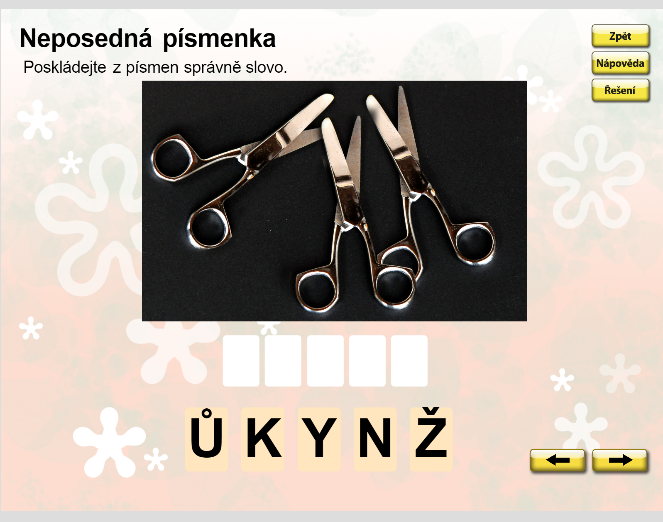 Neposedná písmenka
Poskládejte z písmen správně slovo.
Zpět
Nápověda
Řešení
Ů K Y N Ž